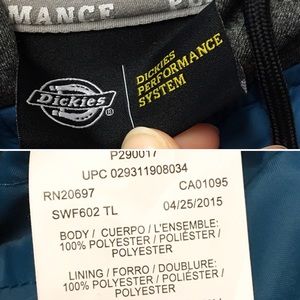 MANCE
Dickies
®
DICKIES
PERFORMANCE
SYSTEM
P290017
UPC 029311908034
RN20697 CA01095
SWF602 TL 04/25/2015
BODY / CUERPO / L'ENSEMBLE:
100% POLYESTER / POLIÉSTER /
POLYESTER
LINING / FORRO / DOUBLURE:
100% POLYESTER / POLIÉSTER /
POLYESTER